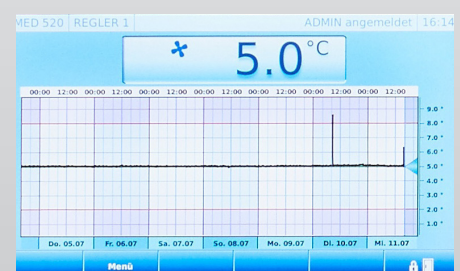 MED 520 REGLER 1 ADMIN angemeldet 16:14
5.0°C
00:00 12:00 00:00 12:00 00:00 12:00 00:00 12:00 00:00 12:00 00:00 12:00 00:00 12:00
9.0°
8.0°
7.0°
6.0°
5.0°
4.0°
3.0°
2.0°
1.0°
Do. 05.07 Fr. 06.07 Sa. 07.07 So. 08.07 Mo. 09.07 Di. 10.07 Mi. 11.07
Menü